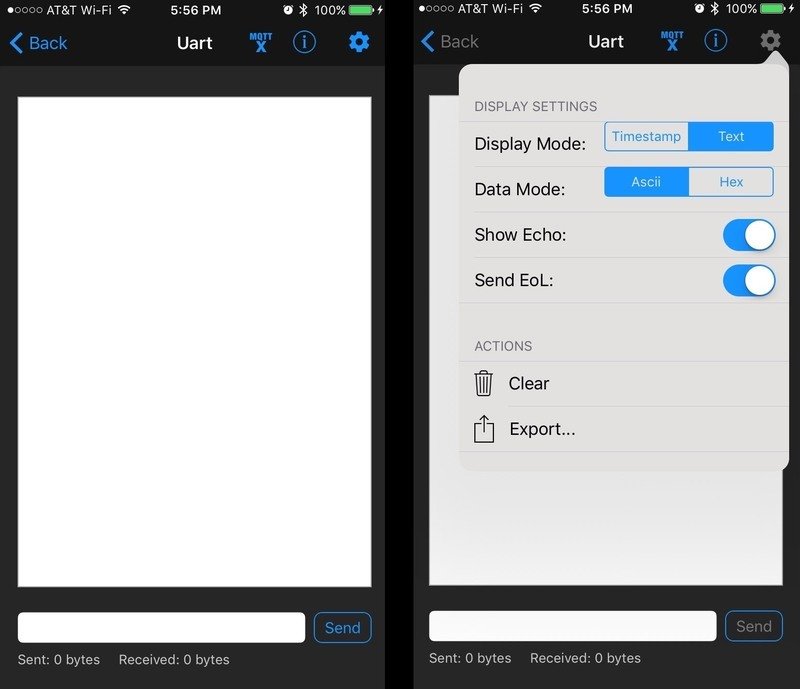 AT&T Wi-Fi 5:56 PM 100%
Back Uart MQTT X i
Send
Sent: 0 bytes Received: 0 bytes
AT&T Wi-Fi 5:56 PM 100%
Back Uart MQTT X i
DISPLAY SETTINGS
Display Mode: Timestamp Text
Data Mode: Ascii Hex
Show Echo:
Send EoL:
ACTIONS
Clear
Export...
Send
Sent: 0 bytes Received: 0 bytes